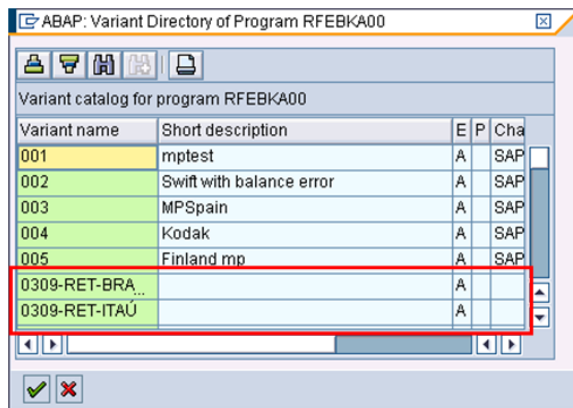 ABAP: Variant Directory of Program RFEBKA00
Variant catalog for program RFEBKA00
Variant name Short description E P Cha
001 mptest A SAP
002 Swift with balance error A SAP
003 MPSpain A SAP
004 Kodak A SAP
005 Finland mp A SAP
0309-RET-BRA... A
0309-RET-ITAÚ A